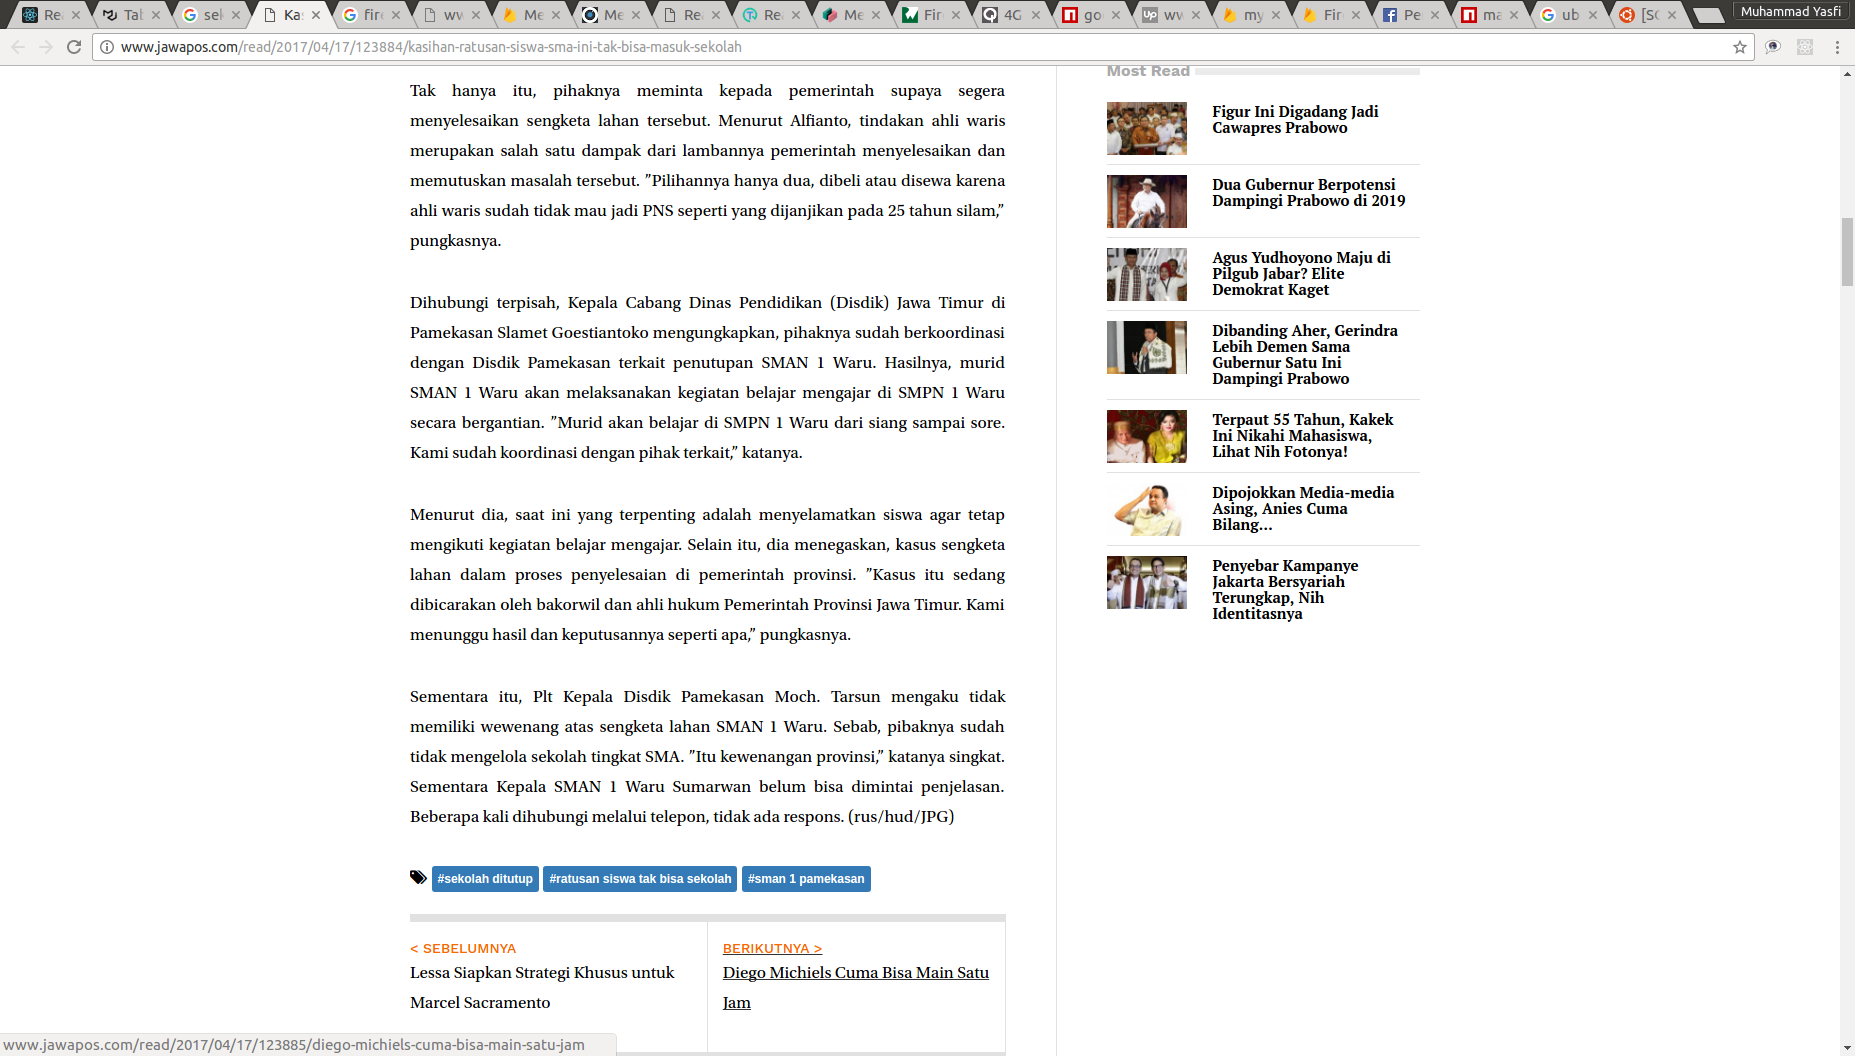 Rea
Tab
sek
Kas
fire
ww
Me
Me
Rea
Rea
Me
Fire
4G
goo
ww
my
Fire
Pe
ma
ub
[SO
Muhammad Yasfi
www.jawapos.com/read/2017/04/17/123884/kasihan-ratusan-siswa-sma-ini-tak-bisa-masuk-sekolah
Tak hanya itu, pihaknya meminta kepada pemerintah supaya segera
menyelesaikan sengketa lahan tersebut. Menurut Alfianto, tindakan ahli waris
merupakan salah satu dampak dari lambannya pemerintah menyelesaikan dan
memutuskan masalah tersebut. ”Pilihannya hanya dua, dibeli atau disewa karena
ahli waris sudah tidak mau jadi PNS seperti yang dijanjikan pada 25 tahun silam,”
pungkasnya.
Dihubungi terpisah, Kepala Cabang Dinas Pendidikan (Disdik) Jawa Timur di
Pamekasan Slamet Goestiantoko mengungkapkan, pihaknya sudah berkoordinasi
dengan Disdik Pamekasan terkait penutupan SMAN 1 Waru. Hasilnya, murid
SMAN 1 Waru akan melaksanakan kegiatan belajar mengajar di SMPN 1 Waru
secara bergantian. ”Murid akan belajar di SMPN 1 Waru dari siang sampai sore.
Kami sudah koordinasi dengan pihak terkait,” katanya.
Menurut dia, saat ini yang terpenting adalah menyelamatkan siswa agar tetap
mengikuti kegiatan belajar mengajar. Selain itu, dia menegaskan, kasus sengketa
lahan dalam proses penyelesaian di pemerintah provinsi. ”Kasus itu sedang
dibicarakan oleh bakorwil dan ahli hukum Pemerintah Provinsi Jawa Timur. Kami
menunggu hasil dan keputusannya seperti apa,” pungkasnya.
Sementara itu, Plt Kepala Disdik Pamekasan Moch. Tarsun mengaku tidak
memiliki wewenang atas sengketa lahan SMAN 1 Waru. Sebab, pibaknya sudah
tidak mengelola sekolah tingkat SMA. ”Itu kewenangan provinsi,” katanya singkat.
Sementara Kepala SMAN 1 Waru Sumarwan belum bisa dimintai penjelasan.
Beberapa kali dihubungi melalui telepon, tidak ada respons. (rus/hud/JPG)
#sekolah ditutup #ratusan siswa tak bisa sekolah #sman 1 pamekasan
< SEBELUMNYA
Lessa Siapkan Strategi Khusus untuk
Marcel Sacramento
BERIKUTNYA >
Diego Michiels Cuma Bisa Main Satu
Jam
Most Read
Figur Ini Digadang Jadi
Cawapres Prabowo
Dua Gubernur Berpotensi
Dampingi Prabowo di 2019
Agus Yudhoyono Maju di
Pilgub Jabar? Elite
Demokrat Kaget
Dibanding Aher, Gerindra
Lebih Demen Sama
Gubernur Satu Ini
Dampingi Prabowo
Terpaut 55 Tahun, Kakek
Ini Nikahi Mahasiswa,
Lihat Nih Fotonya!
Dipojokkan Media-media
Asing, Anies Cuma
Bilang...
Penyebar Kampanye
Jakarta Bersyariah
Terungkap, Nih
Identitasnya
www.jawapos.com/read/2017/04/17/123885/diego-michiels-cuma-bisa-main-satu-jam